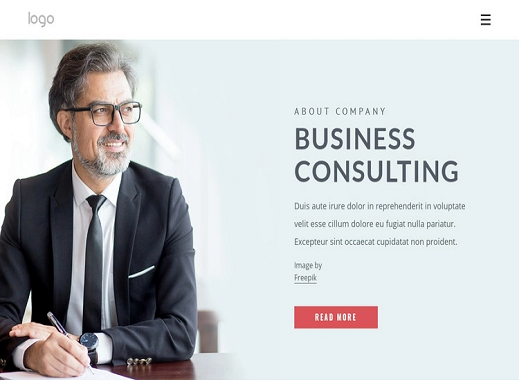 logo
ABOUT COMPANY
BUSINESS
CONSULTING
Duis aute irure dolor in reprehenderit in voluptate
velit esse cillum dolore eu fugiat nulla pariatur.
Excepteur sint occaecat cupidatat non proident.
Image by
Freepik
READ MORE